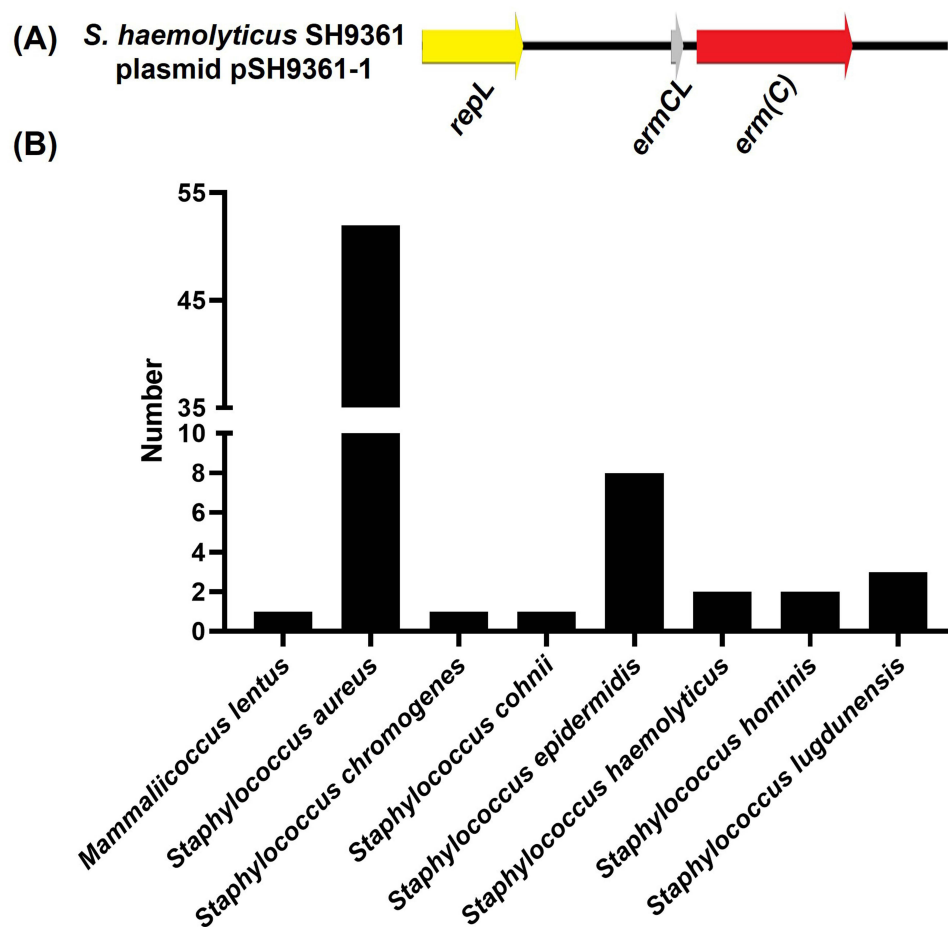 (A)
S. haemolyticus SH9361
plasmid pSH9361-1
repL
ermCL
erm(C)
(B)
Number
55
45
35
10
8
6
4
2
0
Mammaliicoccus lentus
Staphylococcus aureus
Staphylococcus chromogenes
Staphylococcus cohnii
Staphylococcus epidermidis
Staphylococcus haemolyticus
Staphylococcus hominis
Staphylococcus lugdunensis